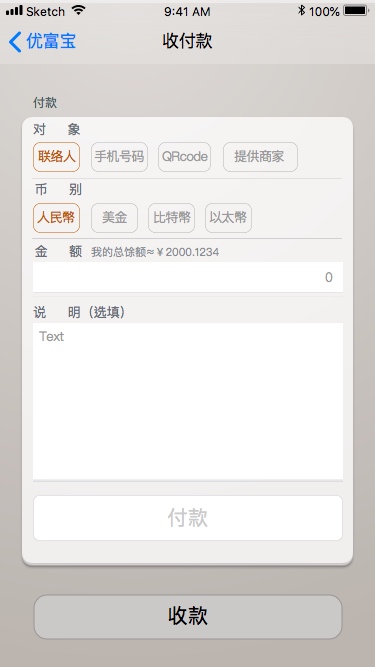 Sketch 9:41 AM 100%
优富宝 收付款
付款
对 象
联络人 手机号码 QRcode 提供商家
币 别
人民幣 美金 比特幣 以太幣
金 额 我的总馀额≈￥2000.1234
0
说 明（选填）
Text
付款
收款